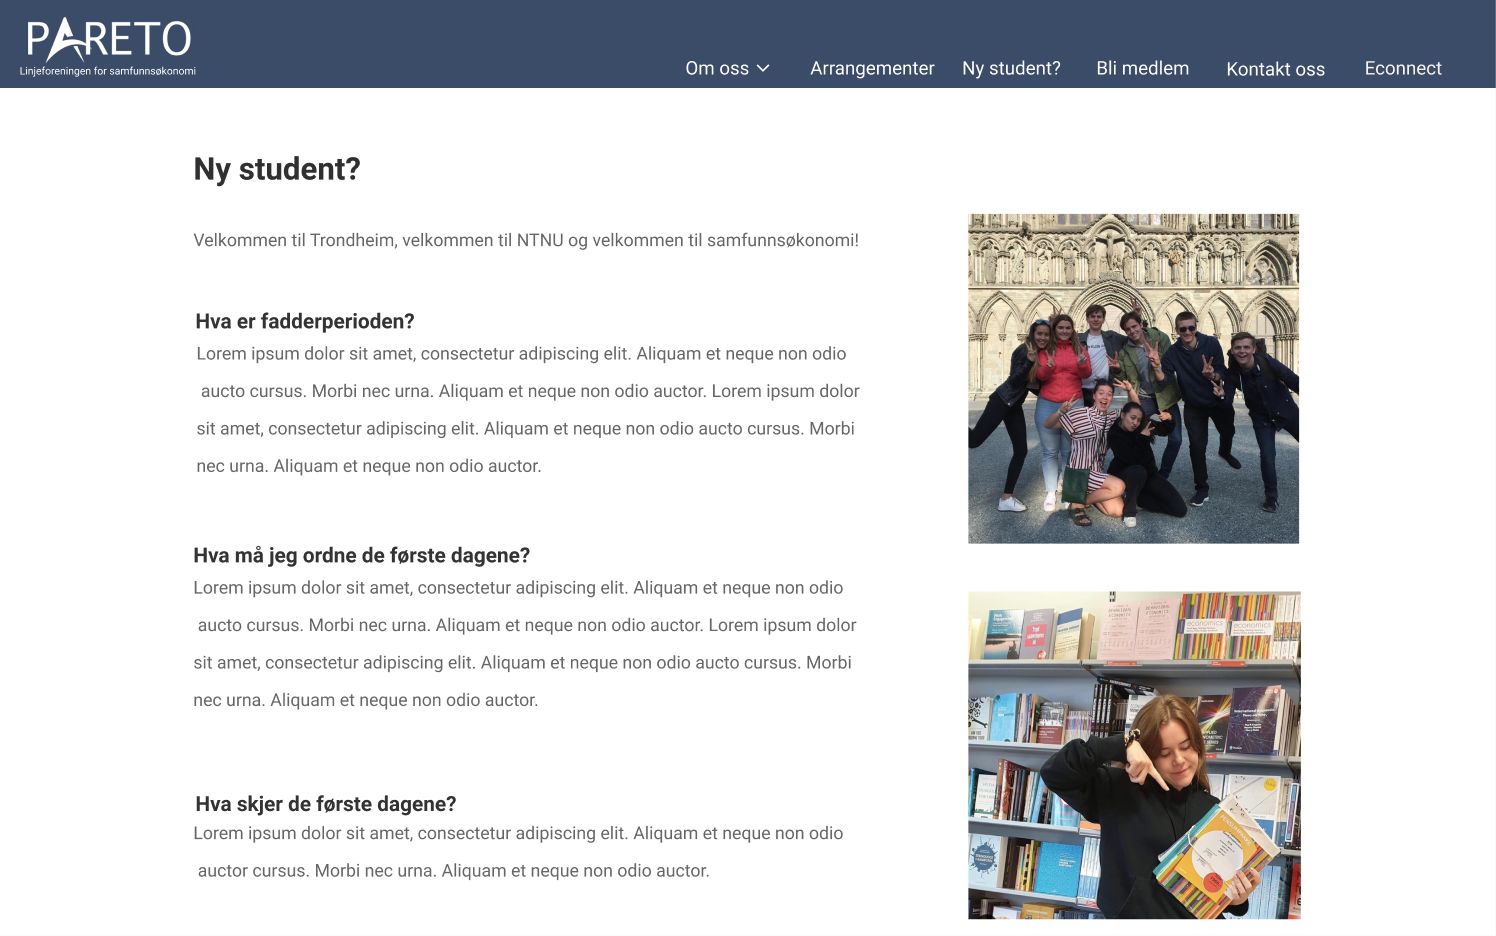 PARETO
Linjeforeningen for samfunnsøkonomi
Om oss Arrangementer Ny student? Bli medlem Kontakt oss Econnect
Ny student?
Velkommen til Trondheim, velkommen til NTNU og velkommen til samfunnsøkonomi!
Hva er fadderperioden?
Lorem ipsum dolor sit amet, consectetur adipiscing elit. Aliquam et neque non odio
aucto cursus. Morbi nec urna. Aliquam et neque non odio auctor. Lorem ipsum dolor
sit amet, consectetur adipiscing elit. Aliquam et neque non odio aucto cursus. Morbi
nec urna. Aliquam et neque non odio auctor.
Hva må jeg ordne de første dagene?
Lorem ipsum dolor sit amet, consectetur adipiscing elit. Aliquam et neque non odio
aucto cursus. Morbi nec urna. Aliquam et neque non odio auctor. Lorem ipsum dolor
sit amet, consectetur adipiscing elit. Aliquam et neque non odio aucto cursus. Morbi
nec urna. Aliquam et neque non odio auctor.
Hva skjer de første dagene?
Lorem ipsum dolor sit amet, consectetur adipiscing elit. Aliquam et neque non odio
auctor cursus. Morbi nec urna. Aliquam et neque non odio auctor.
economics
economics